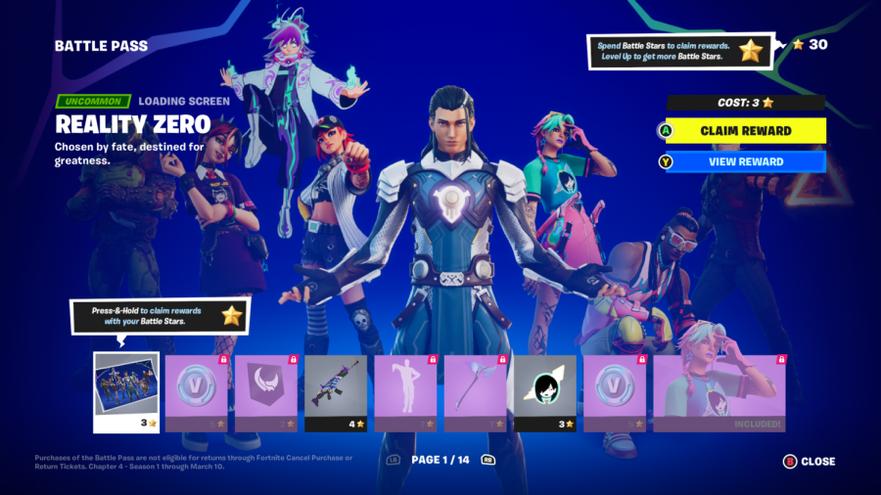 BATTLE PASS
Spend Battle Stars to claim rewards.
Level Up to get more Battle Stars.
30
UNCOMMON LOADING SCREEN
REALITY ZERO
Chosen by fate, destined for
greatness.
COST: 3
A CLAIM REWARD
Y VIEW REWARD
Press-&-Hold to claim rewards
with your Battle Stars.
3
4
3
INCLUDED!
Purchases of the Battle Pass are not eligible for returns through Fortnite Cancel Purchase or
Return Tickets. Chapter 4 - Season 1 through March 10.
LB PAGE 1 / 14 RB
B CLOSE